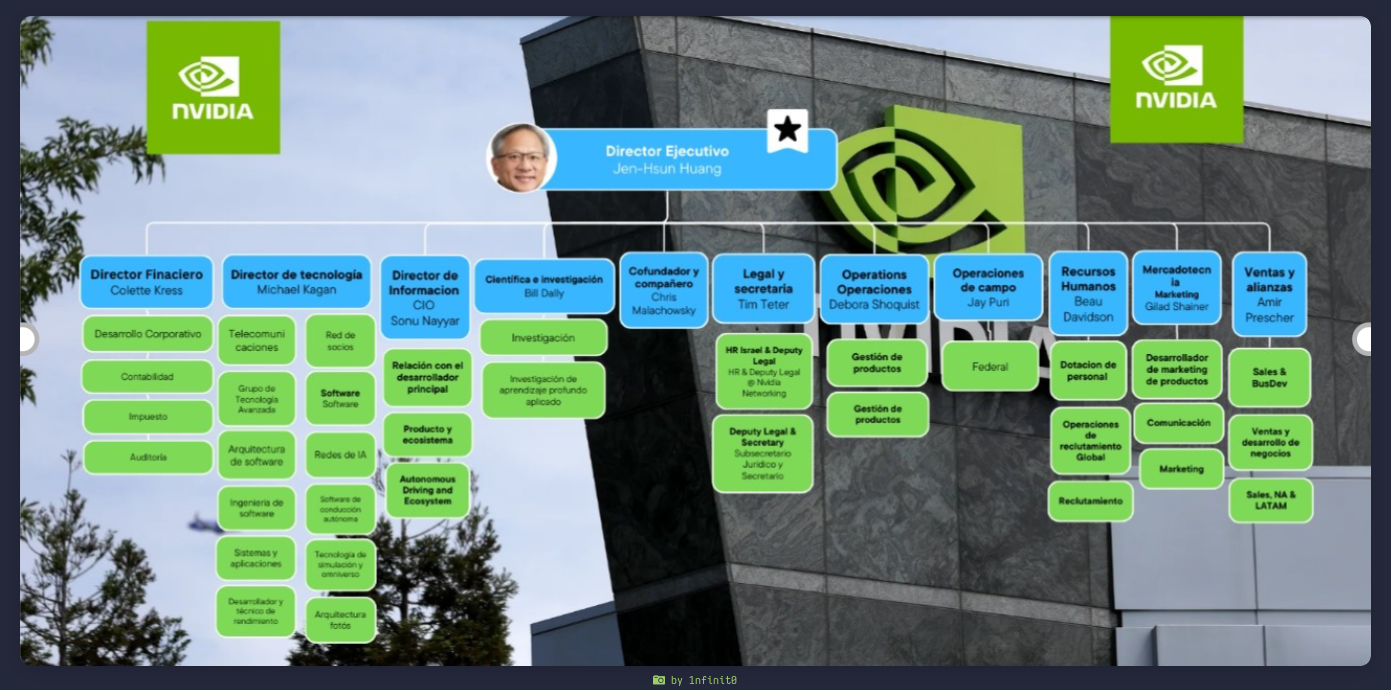 NVIDIA
NVIDIA
Director Ejecutivo
Jen-Hsun Huang
Director Finaciero
Colette Kress
Desarrollo Corporativo
Contabilidad
Impuesto
Auditoria
Director de tecnología
Michael Kagan
Telecomuni
caciones
Grupo de
Tecnología
Avanzada
Arquitectura
de software
Ingeniería de
software
Sistemas y
aplicaciones
Desarrollador y
técnico de
rendimiento
Red de
socios
Software
Software
Redes de IA
Software de
conducción
autónoma
Tecnología de
simulación y
omniverso
Arquitectura
fotós
Director de
Informacion
CIO
Sonu Nayyar
Relación con el
desarrollador
principal
Producto y
ecosistema
Autonomous
Driving and
Ecosystem
Científica e investigación
Bill Dally
Investigación
Investigación de
aprendizaje profundo
aplicado
Cofundador y
compañero
Chris
Malachowsky
Legal y
secretaria
Tim Teter
HR Israel & Deputy
Legal
HR & Deputy Legal
@ Nvidia
Networking
Deputy Legal &
Secretary
Subsecretario
Jurídico y
Secretario
Operations
Operaciones
Debora Shoquist
Gestión de
productos
Gestión de
productos
Operaciones
de campo
Jay Puri
Federal
Recursos
Humanos
Beau
Davidson
Dotacion de
personal
Operaciones
de
reclutamiento
Global
Reclutamiento
Mercadotecn
ia
Marketing
Gilad Shainer
Desarrollador
de marketing
de productos
Comunicación
Marketing
Ventas y
alianzas
Amir
Prescher
Sales &
BusDev
Ventas y
desarrollo de
negocios
Sales, NA &
LATAM
NVIDIA
by 1nfinit0